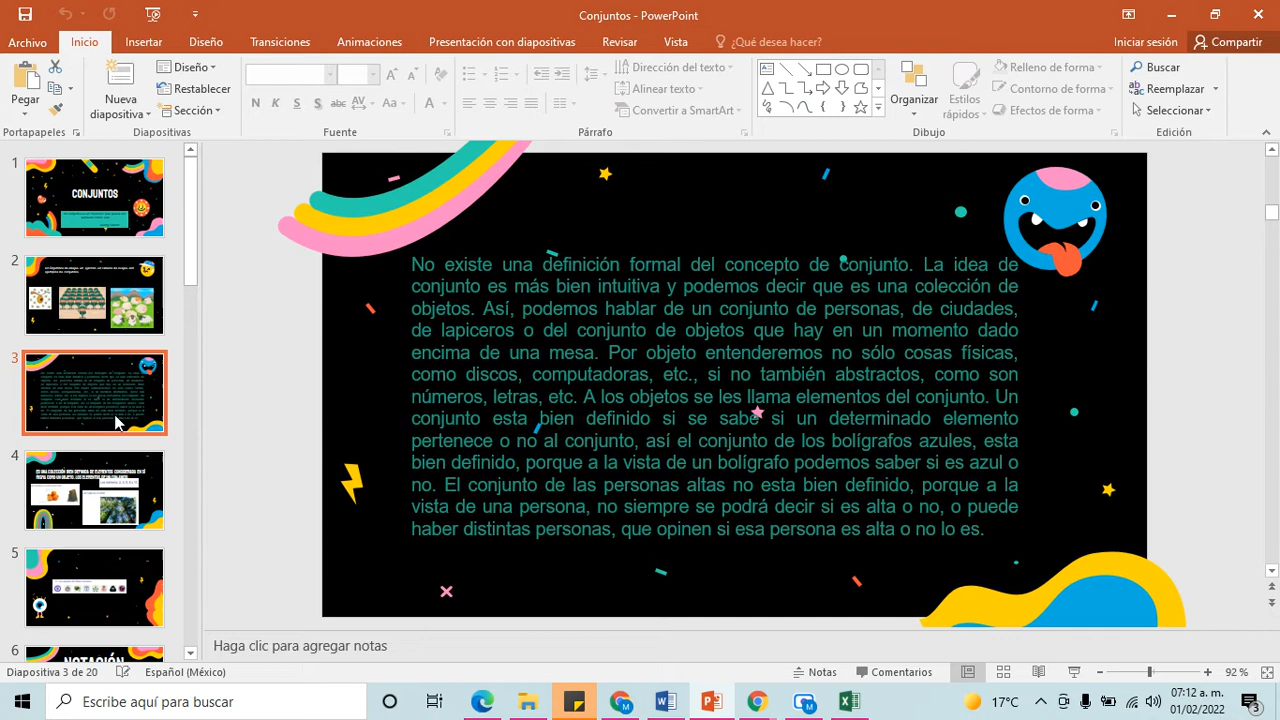 Conjuntos - PowerPoint
Archivo Inicio Insertar Diseño Transiciones Animaciones Presentación con diapositivas Revisar Vista ¿Qué desea hacer? Iniciar sesión Compartir
Pegar
Nueva diapositiva
Diseño
Restablecer
Sección
N K S S abc AV Aa A
Dirección del texto
Alinear texto
Convertir a SmartArt
Organizar
Estilos rápidos
Relleno de forma
Contorno de forma
Efectos de forma
Buscar
Reemplazar
Seleccionar
Portapapeles Diapositivas Fuente Párrafo Dibujo Edición
1
CONJUNTOS
2
3
4
5
6
NOTACIÓN
No existe una definición formal del concepto de conjunto. La idea de
conjunto es más bien intuitiva y podemos decir que es una colección de
objetos. Así, podemos hablar de un conjunto de personas, de ciudades,
de lapiceros o del conjunto de objetos que hay en un momento dado
encima de una mesa. Por objeto entenderemos no sólo cosas físicas,
como discos, computadoras, etc., si no también abstractos, como son
números, letras, etc. A los objetos se les llama elementos del conjunto. Un
conjunto está bien definido si se sabe si un determinado elemento
pertenece o no al conjunto, así el conjunto de los bolígrafos azules, esta
bien definido, porque a la vista de un bolígrafo podemos saber si es azul o
no. El conjunto de las personas altas no esta bien definido, porque a la
vista de una persona, no siempre se podrá decir si es alta o no, o puede
haber distintas personas, que opinen si esa persona es alta o no lo es.
Haga clic para agregar notas
Diapositiva 3 de 20 Español (México) Notas Comentarios 92 %
Escribe aquí para buscar
17°C
07:12 a. m.
01/02/2022
3